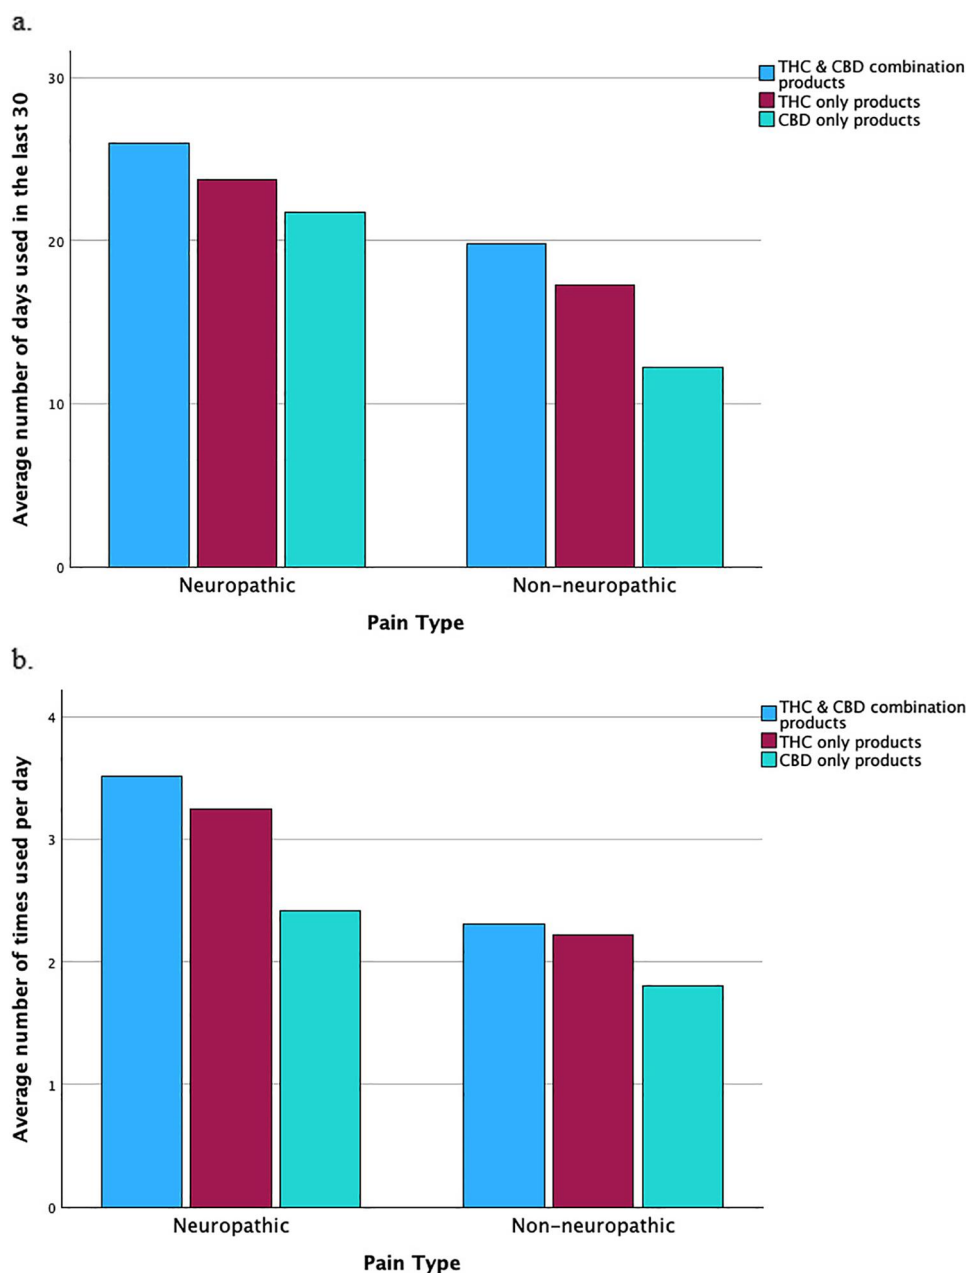 a.
Average number of days used in the last 30
30
20
10
0
THC & CBD combination
products
THC only products
CBD only products
Neuropathic
Non-neuropathic
Pain Type
b.
Average number of times used per day
4
3
2
1
0
THC & CBD combination
products
THC only products
CBD only products
Neuropathic
Non-neuropathic
Pain Type